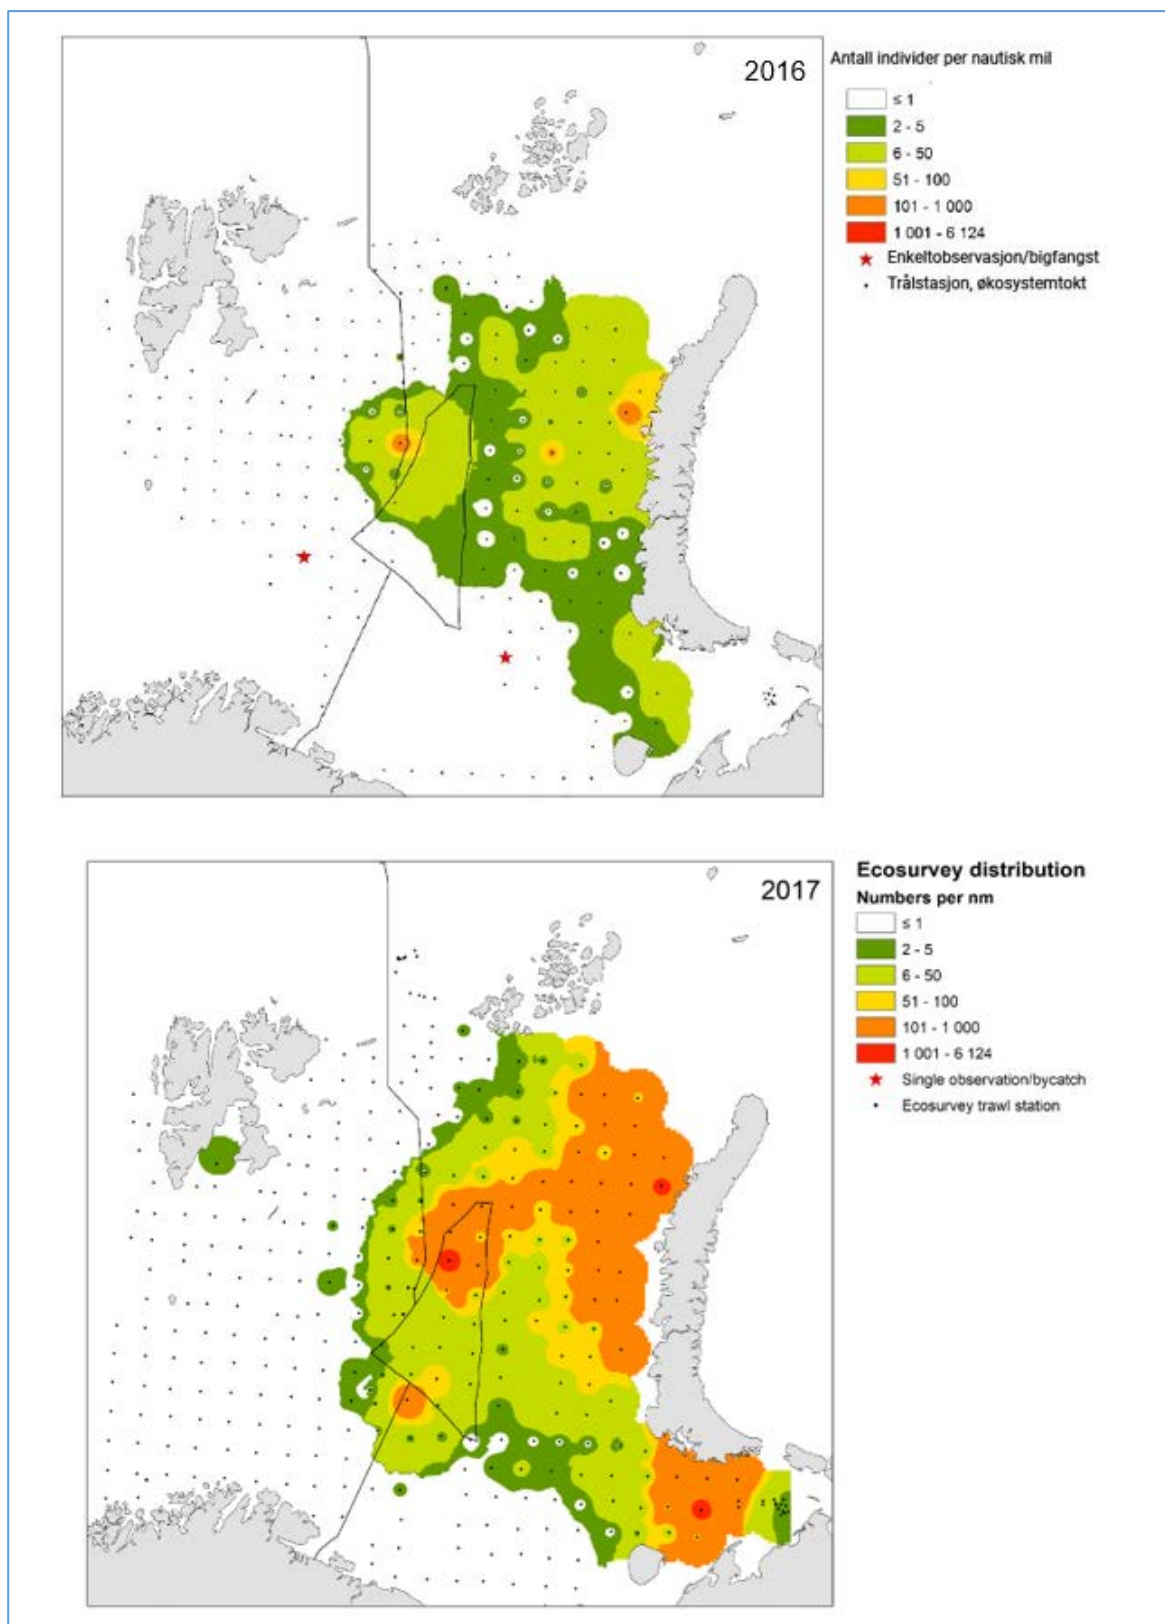 2016
Antall individer per nautisk mil
≤ 1
2 - 5
6 - 50
51 - 100
101 - 1 000
1 001 - 6 124
Enkeltobservasjon/bigfangst
Trålstasjon, økosystemtokt
2017
Ecosurvey distribution
Numbers per nm
≤ 1
2 - 5
6 - 50
51 - 100
101 - 1 000
1 001 - 6 124
Single observation/bycatch
Ecosurvey trawl station